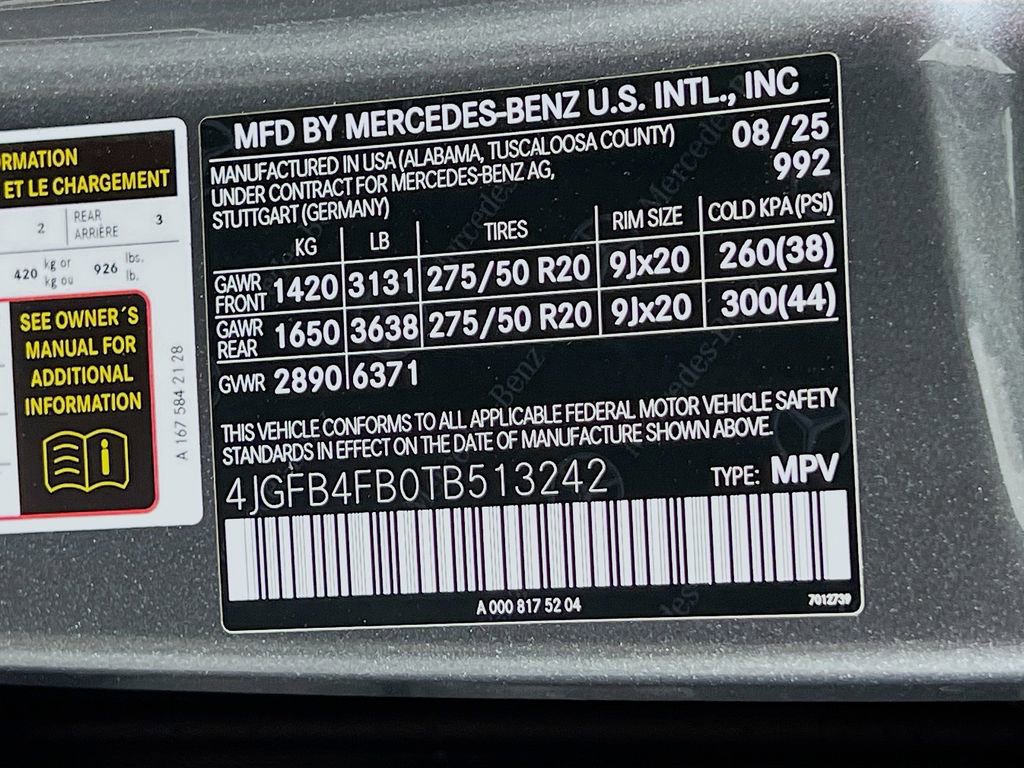 RMATION
ET LE CHARGEMENT
2 REAR ARRIÈRE 3
420 kg or kg ou 926 lbs. lb.
SEE OWNER´S
MANUAL FOR
ADDITIONAL
INFORMATION
i
A 167 584 21 28
MFD BY MERCEDES-BENZ U.S. INTL., INC
MANUFACTURED IN USA (ALABAMA, TUSCALOOSA COUNTY) 08/25
UNDER CONTRACT FOR MERCEDES-BENZ AG, 992
STUTTGART (GERMANY)
KG LB TIRES RIM SIZE COLD KPA (PSI)
GAWR FRONT 1420 3131 275/50 R20 9Jx20 260(38)
GAWR REAR 1650 3638 275/50 R20 9Jx20 300(44)
GVWR 2890 6371
THIS VEHICLE CONFORMS TO ALL APPLICABLE FEDERAL MOTOR VEHICLE SAFETY
STANDARDS IN EFFECT ON THE DATE OF MANUFACTURE SHOWN ABOVE.
4JGFB4FB0TB513242 TYPE: MPV
A 000 817 52 04 7012739